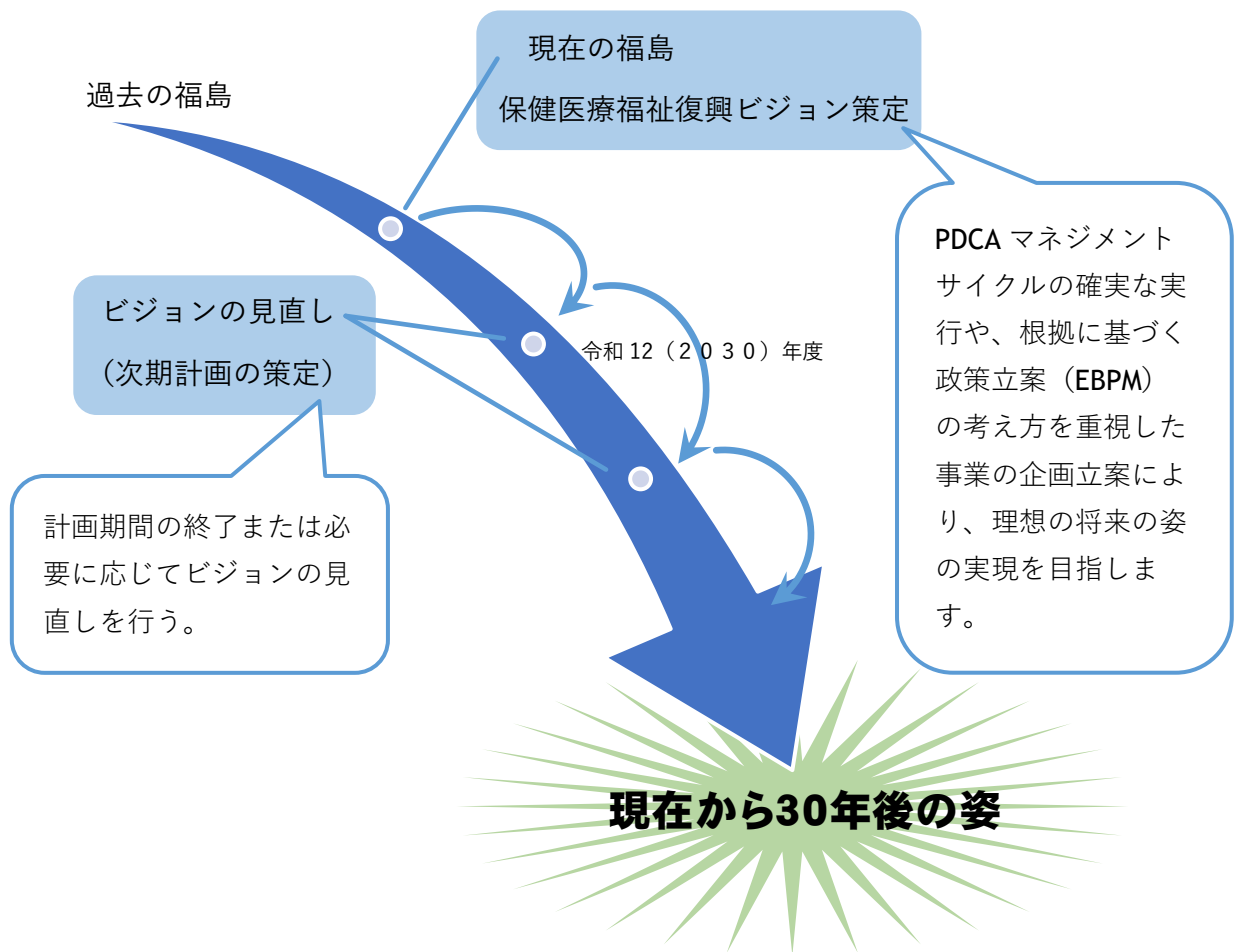 過去の福島
現在の福島
保健医療福祉復興ビジョン策定
PDCA マネジメント
サイクルの確実な実
行や、根拠に基づく
政策立案（EBPM）
の考え方を重視した
事業の企画立案によ
り、理想の将来の姿
の実現を目指しま
す。
ビジョンの見直し
（次期計画の策定）
令和 12（２０３０）年度
計画期間の終了または必
要に応じてビジョンの見
直しを行う。
現在から30年後の姿